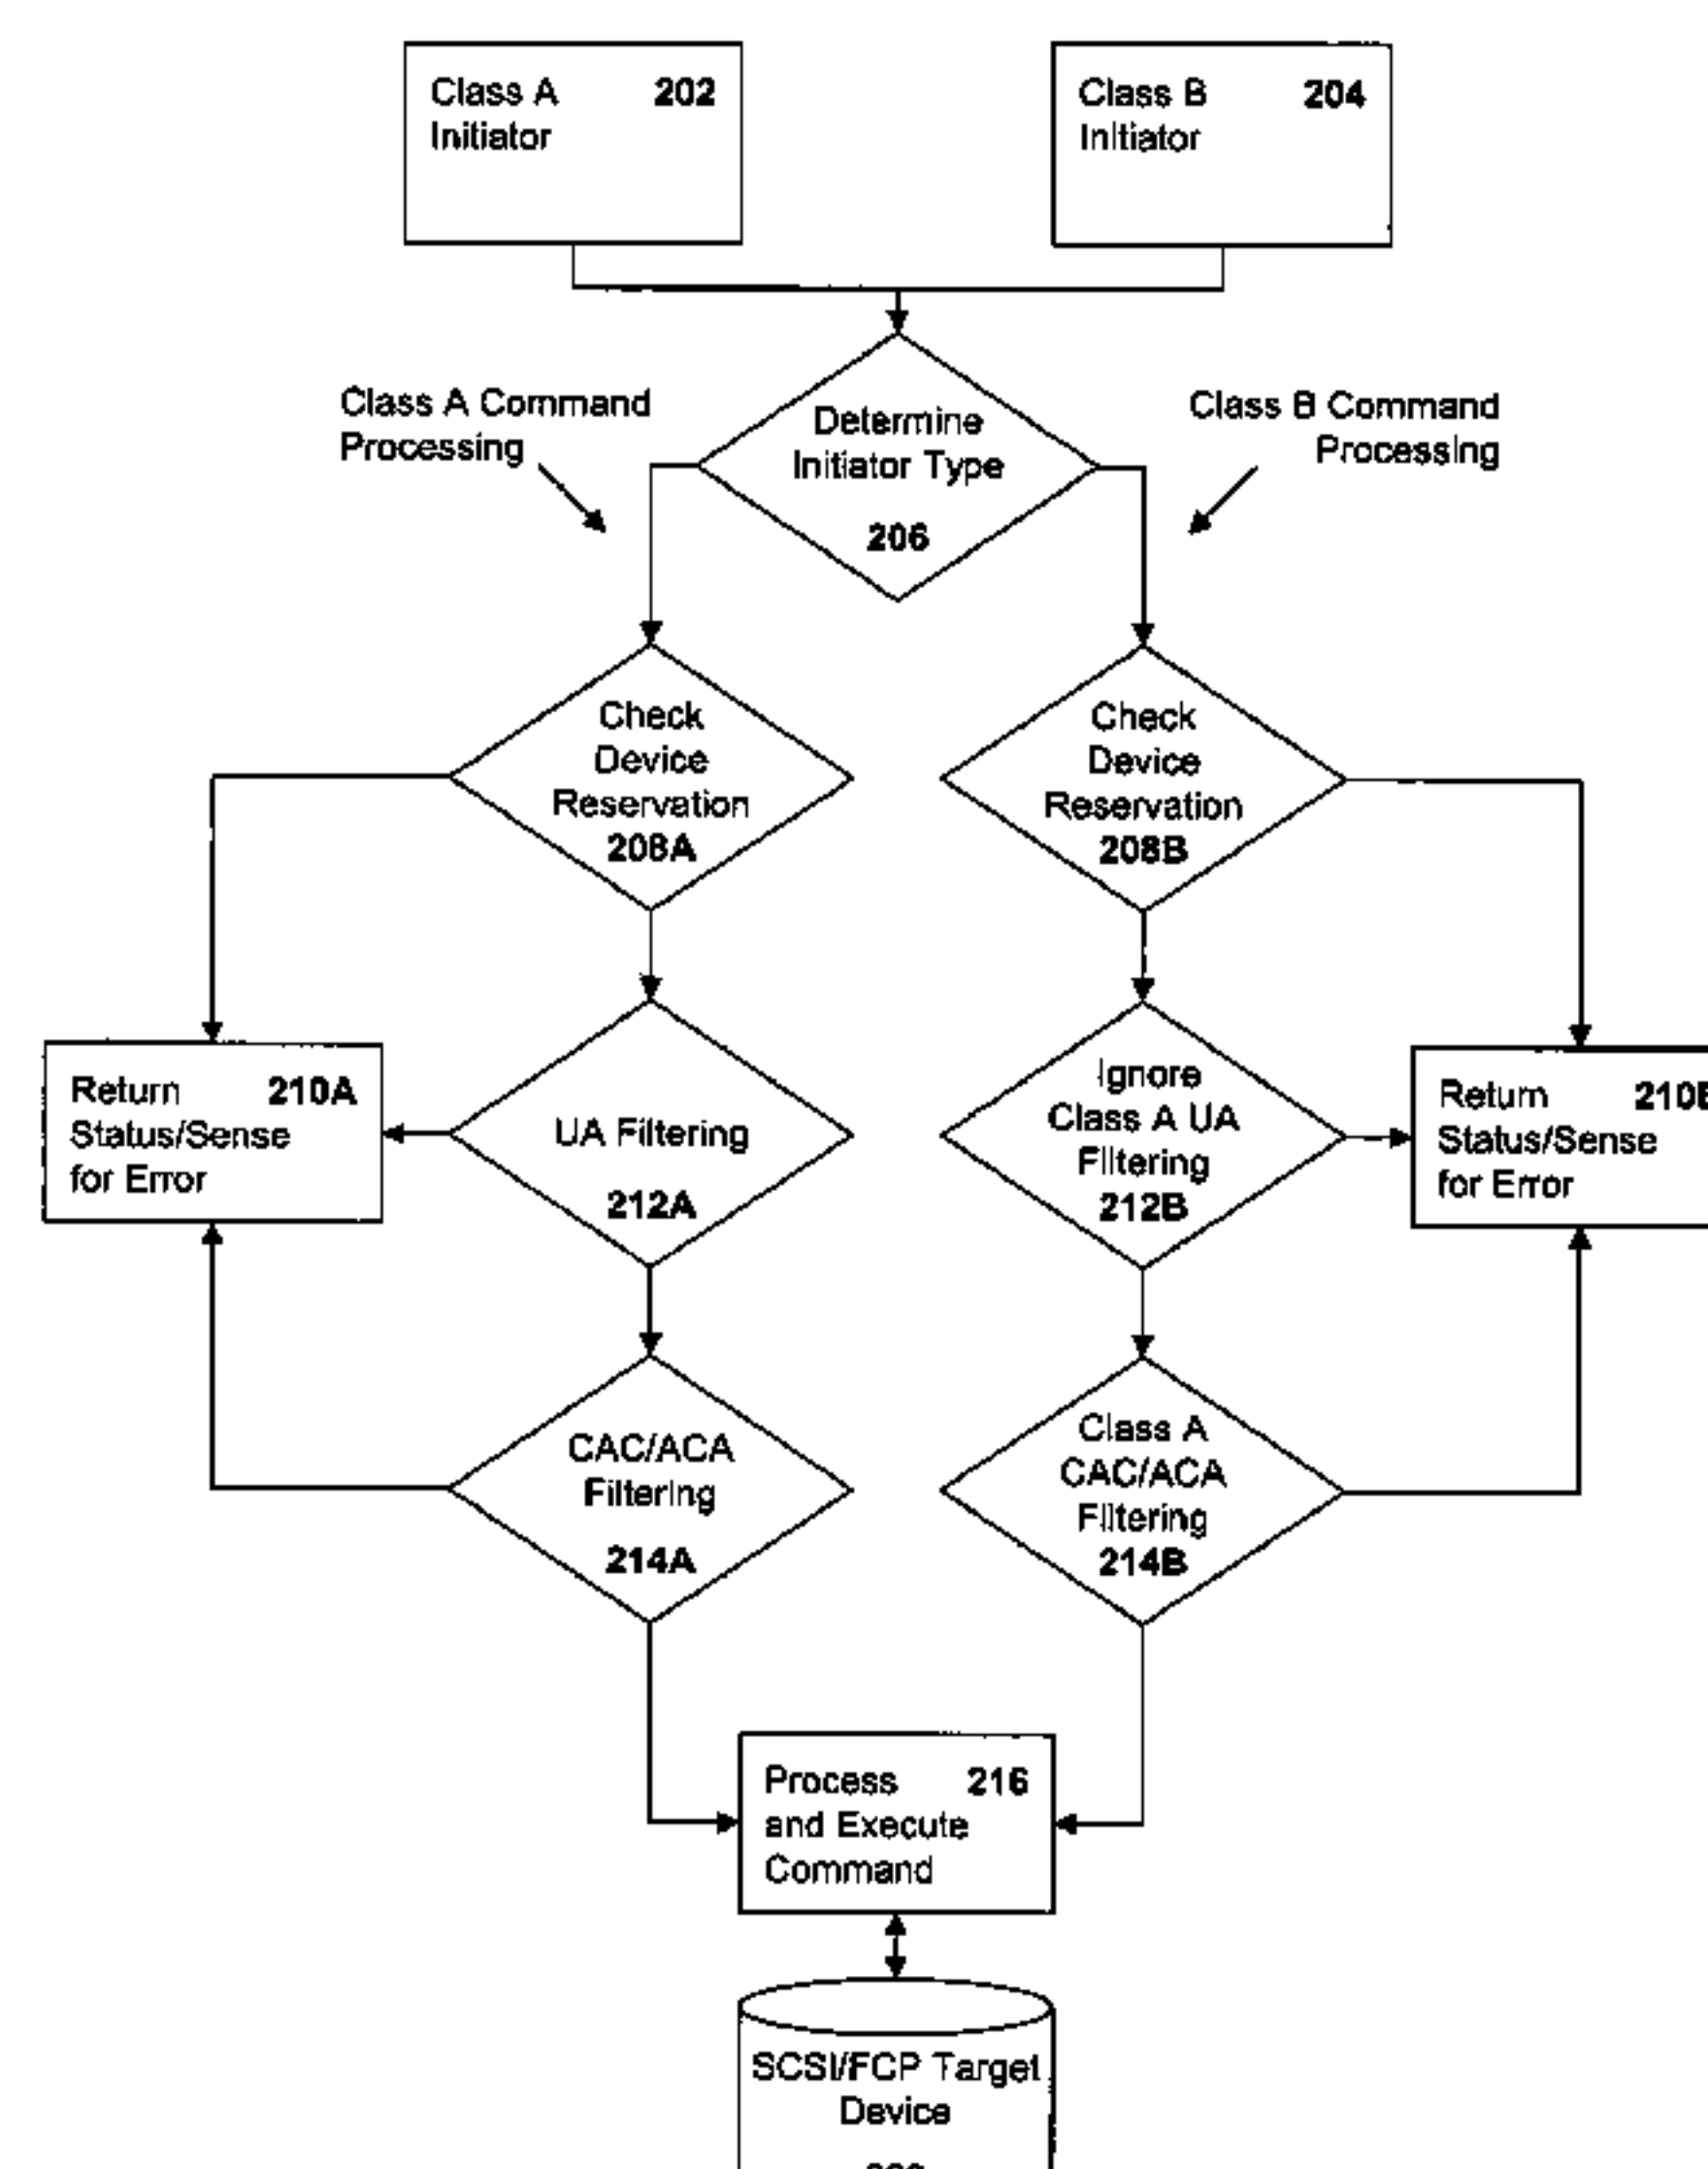 Class A 202
Initiator
Class B 204
Initiator
Class A Command
Processing
Class B Command
Processing
Determine
Initiator Type
206
Check
Device
Reservation
208A
Check
Device
Reservation
208B
Return 210A
Status/Sense
for Error
UA Filtering
212A
Ignore
Class A UA
Filtering
212B
Return
Status/Sense
for Error
CAC/ACA
Filtering
214A
Class A
CAC/ACA
Filtering
214B
Process 216
and Execute
Command
SCSI/FCP Target
Device